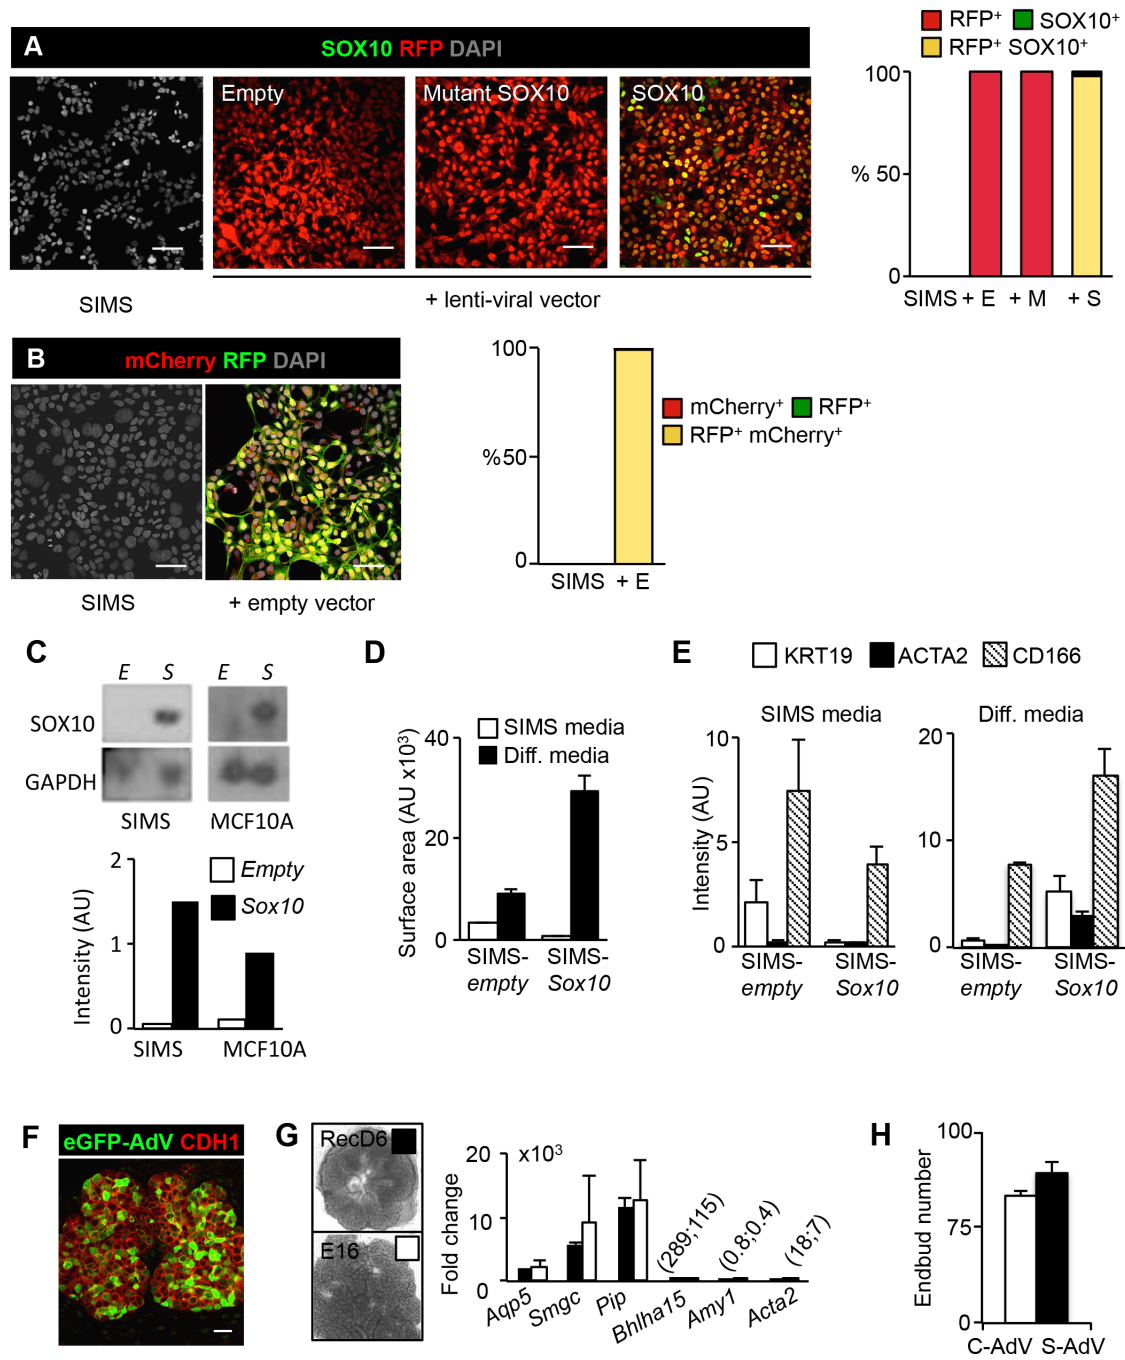 A
SOX10 RFP DAPI
RFP⁺ SOX10⁺
RFP⁺ SOX10⁺
Empty
Mutant SOX10
SOX10
100
% 50
0
SIMS + E + M + S
SIMS
+ lenti-viral vector
B
mCherry RFP DAPI
100
%50
0
SIMS + E
mCherry⁺ RFP⁺
RFP⁺ mCherry⁺
SIMS
+ empty vector
C
E S E S
SOX10
GAPDH
SIMS MCF10A
Intensity (AU)
2
1
0
Empty
Sox10
SIMS MCF10A
D
Surface area (AU x10³)
SIMS media
Diff. media
40
20
0
SIMS- SIMS-
empty Sox10
E
KRT19 ACTA2 CD166
SIMS media
Diff. media
Intensity (AU)
10
5
0
SIMS- SIMS-
empty Sox10
20
10
0
SIMS- SIMS-
empty Sox10
F
eGFP-AdV CDH1
G
RecD6
E16
Fold change
x10³
20
10
0
(289;115)
(0.8;0.4)
(18;7)
Aqp5
Smgc
Pip
Bhlha15
Amy1
Acta2
H
Endbud number
100
75
0
C-AdV S-AdV